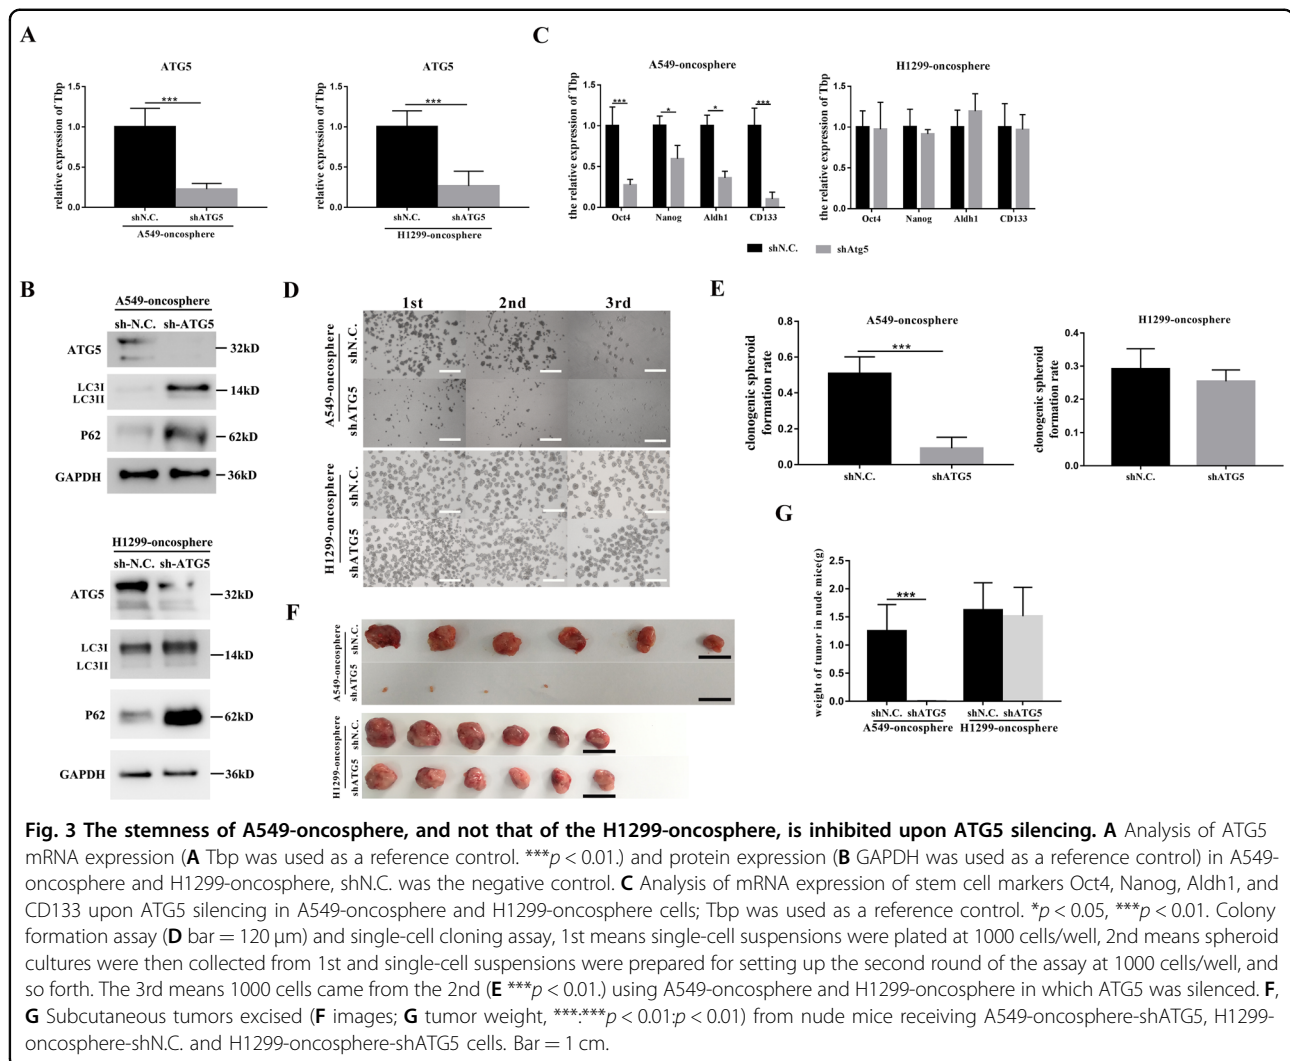 A
ATG5
relative expression of Tbp
1.5
1.0
0.5
0.0
***
shN.C. shATG5
A549-oncosphere
ATG5
relative expression of Tbp
1.5
1.0
0.5
0.0
***
shN.C. shATG5
H1299-oncosphere
C
A549-oncosphere
the relative expression of Tbp
1.5
1.0
0.5
0.0
*** * * ***
Oct4 Nanog Aldh1 CD133
H1299-oncosphere
the relative expression of Tbp
1.5
1.0
0.5
0.0
Oct4 Nanog Aldh1 CD133
shN.C. shAtg5
B
A549-oncosphere
sh-N.C. sh-ATG5
ATG5 32kD
LC3I
LC3II 14kD
P62 62kD
GAPDH 36kD
H1299-oncosphere
sh-N.C. sh-ATG5
ATG5 32kD
LC3I
LC3II 14kD
P62 62kD
GAPDH 36kD
D
1st 2nd 3rd
A549-oncosphere
shN.C.
shATG5
H1299-oncosphere
shN.C.
shATG5
E
A549-oncosphere
clonogenic spheroid
formation rate
0.8
0.6
0.4
0.2
0.0
***
shN.C. shATG5
H1299-oncosphere
clonogenic spheroid
formation rate
0.4
0.3
0.2
0.1
0.0
shN.C. shATG5
F
A549-oncosphere
shN.C.
shATG5
H1299-oncosphere
shN.C.
shATG5
G
weight of tumor in nude mice(g)
2.5
2.0
1.5
1.0
0.5
0.0
***
shN.C. shATG5 shN.C. shATG5
A549-oncosphere H1299-oncosphere
Fig. 3 The stemness of A549-oncosphere, and not that of the H1299-oncosphere, is inhibited upon ATG5 silencing. A Analysis of ATG5
mRNA expression (A Tbp was used as a reference control. ***p < 0.01.) and protein expression (B GAPDH was used as a reference control) in A549-
oncosphere and H1299-oncosphere, shN.C. was the negative control. C Analysis of mRNA expression of stem cell markers Oct4, Nanog, Aldh1, and
CD133 upon ATG5 silencing in A549-oncosphere and H1299-oncosphere cells; Tbp was used as a reference control. *p < 0.05, ***p < 0.01. Colony
formation assay (D bar = 120 μm) and single-cell cloning assay, 1st means single-cell suspensions were plated at 1000 cells/well, 2nd means spheroid
cultures were then collected from 1st and single-cell suspensions were prepared for setting up the second round of the assay at 1000 cells/well, and
so forth. The 3rd means 1000 cells came from the 2nd (E ***p < 0.01.) using A549-oncosphere and H1299-oncosphere in which ATG5 was silenced. F,
G Subcutaneous tumors excised (F images; G tumor weight, ***:***p < 0.01:p < 0.01) from nude mice receiving A549-oncosphere-shATG5, H1299-
oncosphere-shN.C. and H1299-oncosphere-shATG5 cells. Bar = 1 cm.